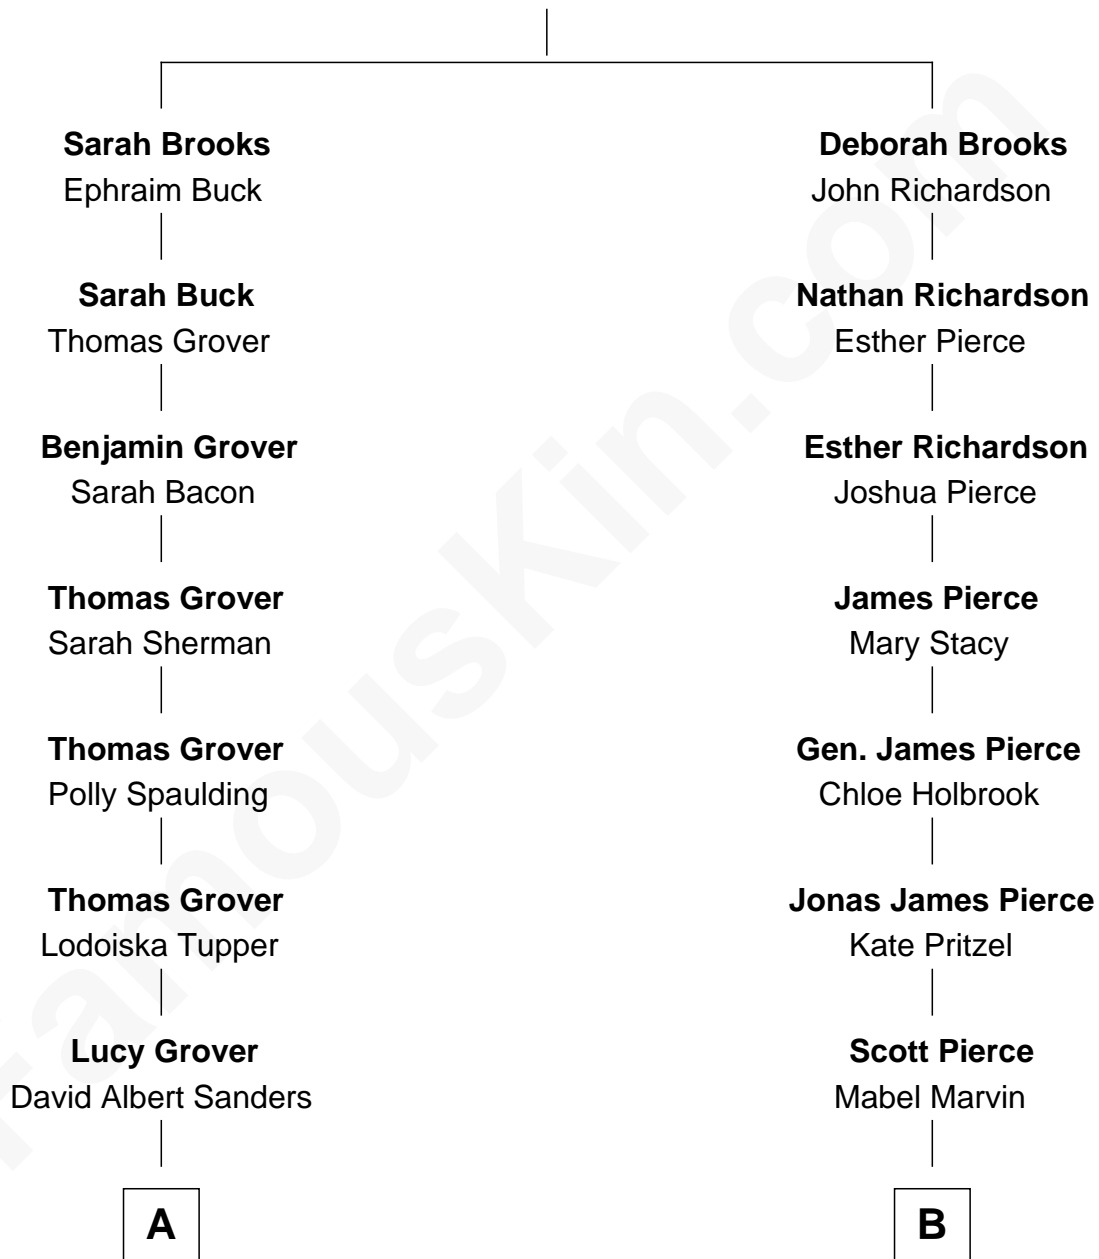 Sarah Brooks
Ephraim Buck
Sarah Buck
Thomas Grover
Benjamin Grover
Sarah Bacon
Thomas Grover
Sarah Sherman
Thomas Grover
Polly Spaulding
Thomas Grover
Lodoiska Tupper
Lucy Grover
David Albert Sanders
A
Deborah Brooks
John Richardson
Nathan Richardson
Esther Pierce
Esther Richardson
Joshua Pierce
James Pierce
Mary Stacy
Gen. James Pierce
Chloe Holbrook
Jonas James Pierce
Kate Pritzel
Scott Pierce
Mabel Marvin
B
FamousKin.com